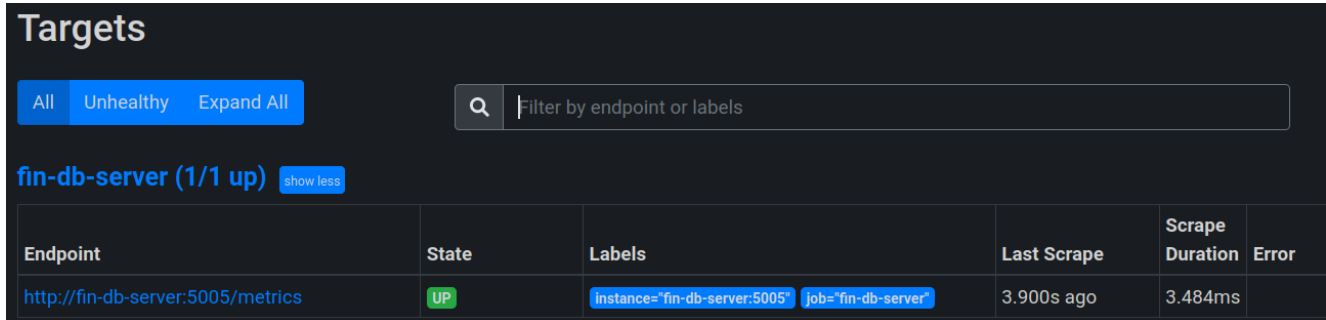 Targets
All Unhealthy Expand All Filter by endpoint or labels
fin-db-server (1/1 up) show less
Endpoint State Labels Last Scrape Scrape Duration Error
http://fin-db-server:5005/metrics UP instance="fin-db-server:5005" job="fin-db-server" 3.900s ago 3.484ms